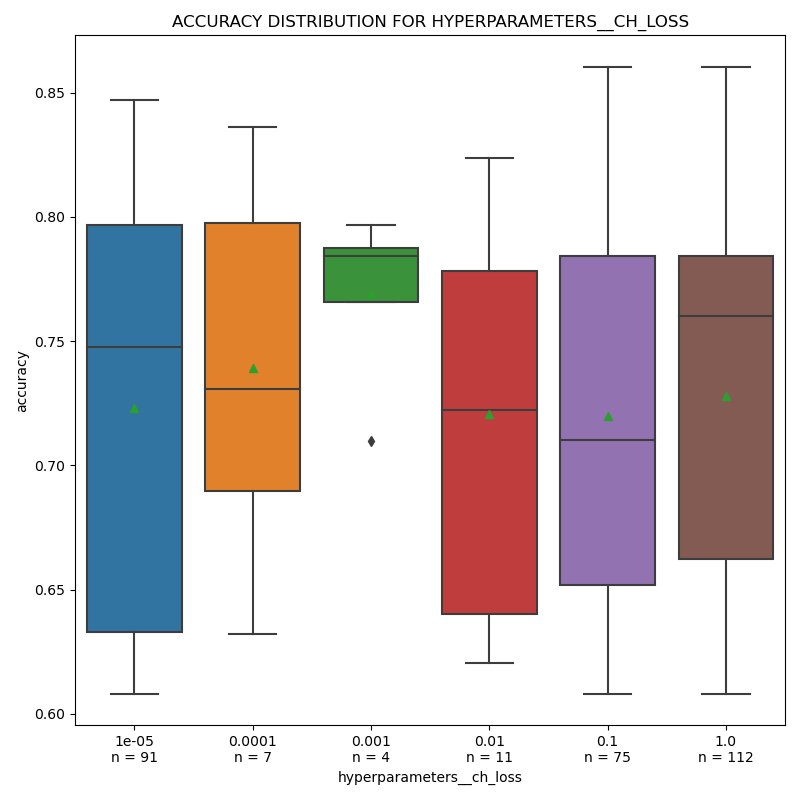 ACCURACY DISTRIBUTION FOR HYPERPARAMETERS__CH_LOSS
accuracy
0.85
0.80
0.75
0.70
0.65
0.60
1e-05 0.0001 0.001 0.01 0.1 1.0
n = 91 n = 7 n = 4 n = 11 n = 75 n = 112
hyperparameters__ch_loss